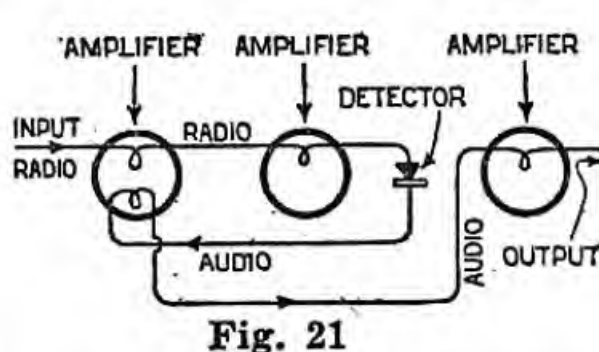 AMPLIFIER AMPLIFIER AMPLIFIER
DETECTOR
INPUT
RADIO
RADIO
AUDIO
AUDIO
OUTPUT
Fig. 21